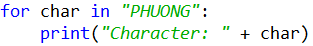 for char in "PHUONG":
    print("Character: " + char)